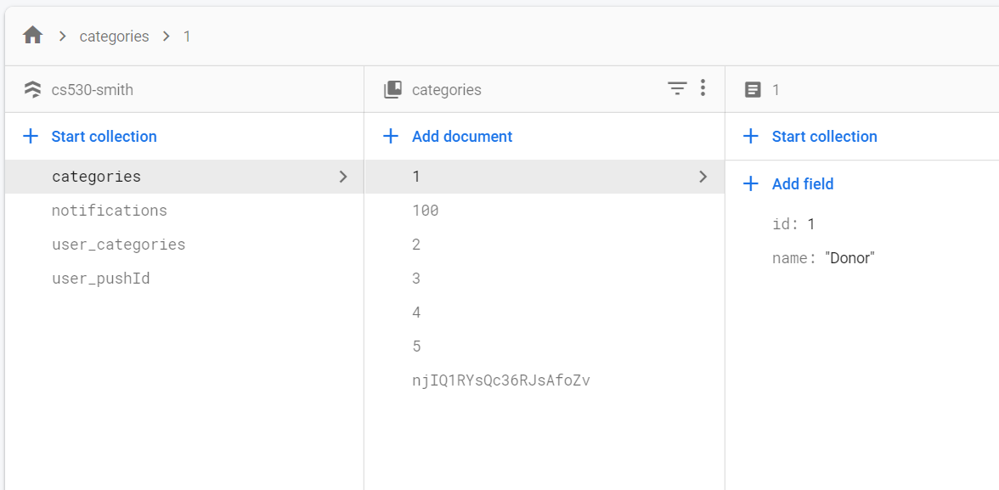 categories 1
cs530-smith
Start collection
categories
notifications
user_categories
user_pushId
categories
Add document
1
100
2
3
4
5
njIQ1RYsQc36RJsAfoZv
1
Start collection
Add field
id: 1
name: "Donor"